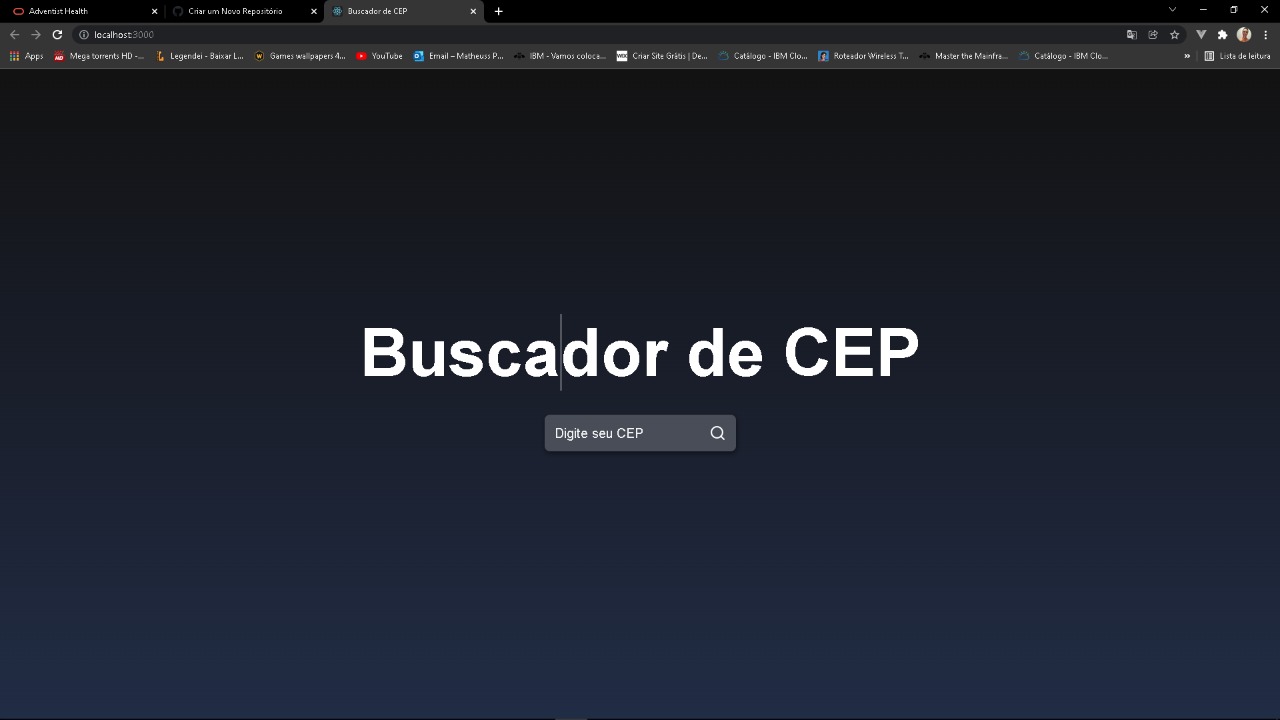 Adventist Health
Criar um Novo Repositório
Buscador de CEP
localhost:3000
Apps
Mega torrents HD -...
Legendei - Baixar L...
Games wallpapers 4...
YouTube
Email – Matheuss P...
IBM - Vamos coloca...
Criar Site Grátis | De...
Catálogo - IBM Clo...
Roteador Wireless T...
Master the Mainfra...
Catálogo - IBM Clo...
»
Lista de leitura
Buscador de CEP
Digite seu CEP